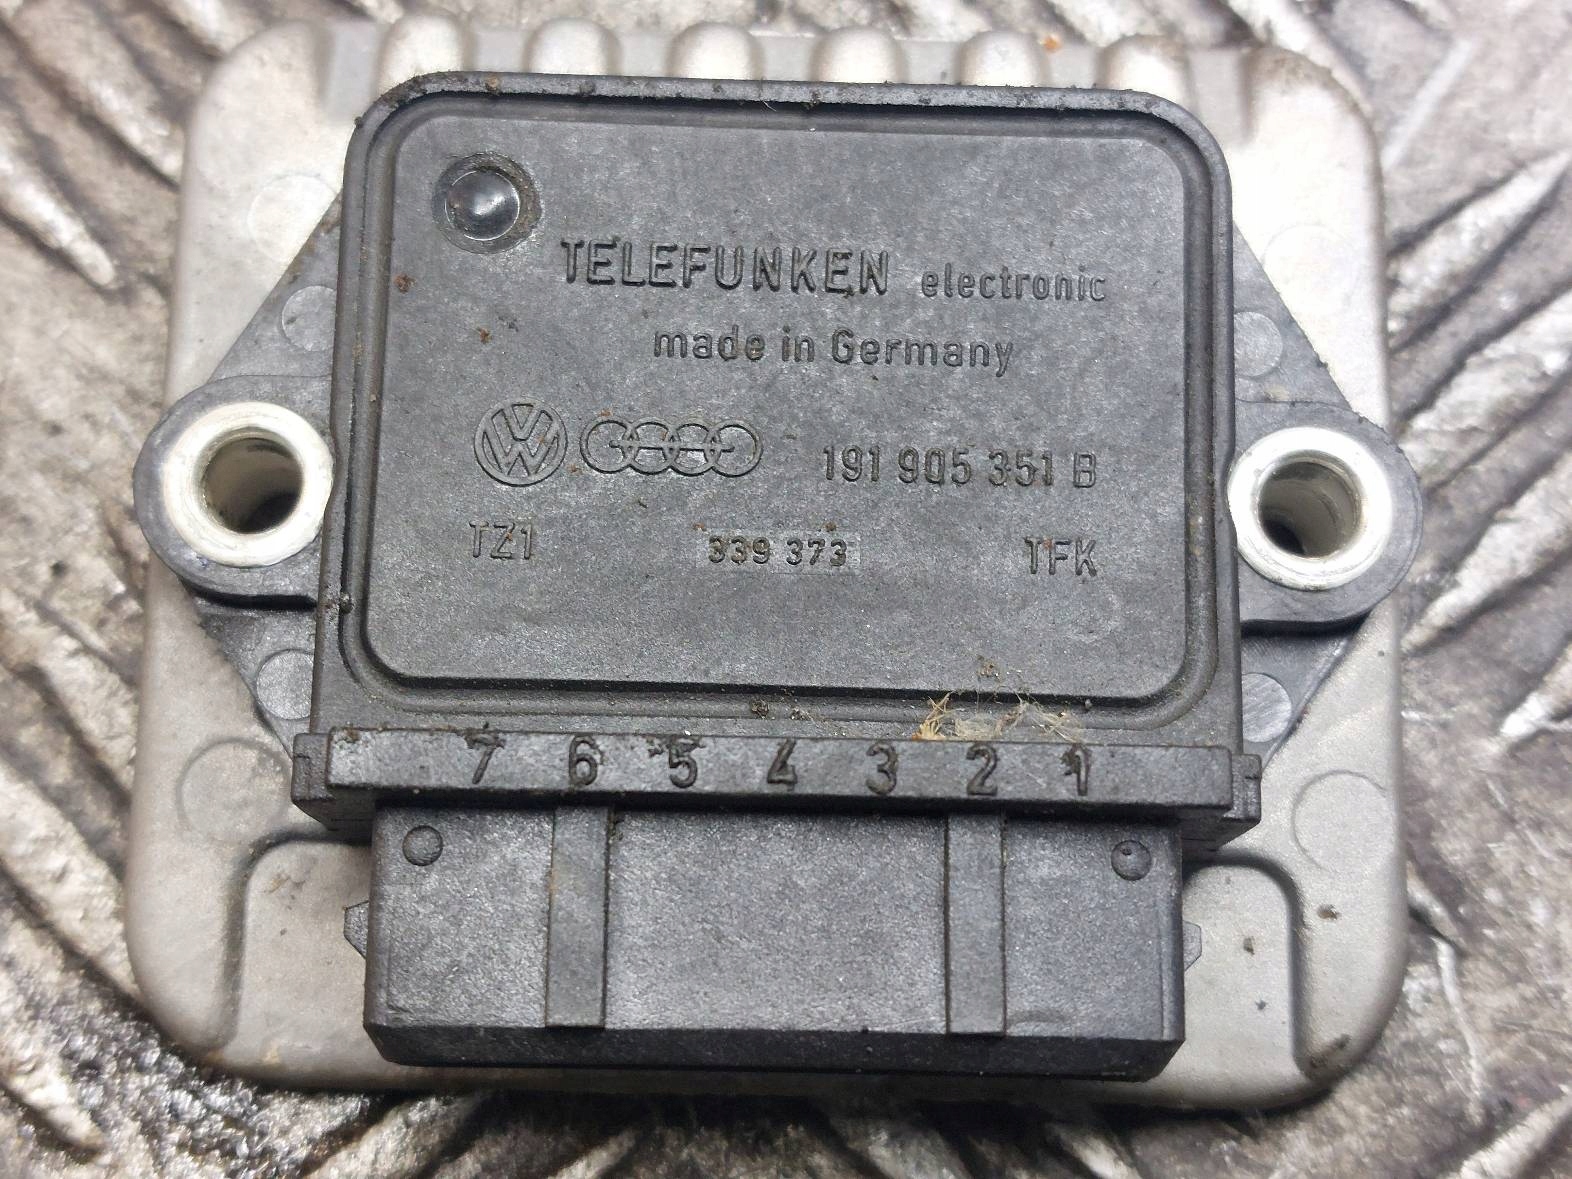 TELEFUNKEN electronic
made in Germany
VW 191 905 351 B
TZ1 339 373 TFK
7 6 5 4 3 2 1